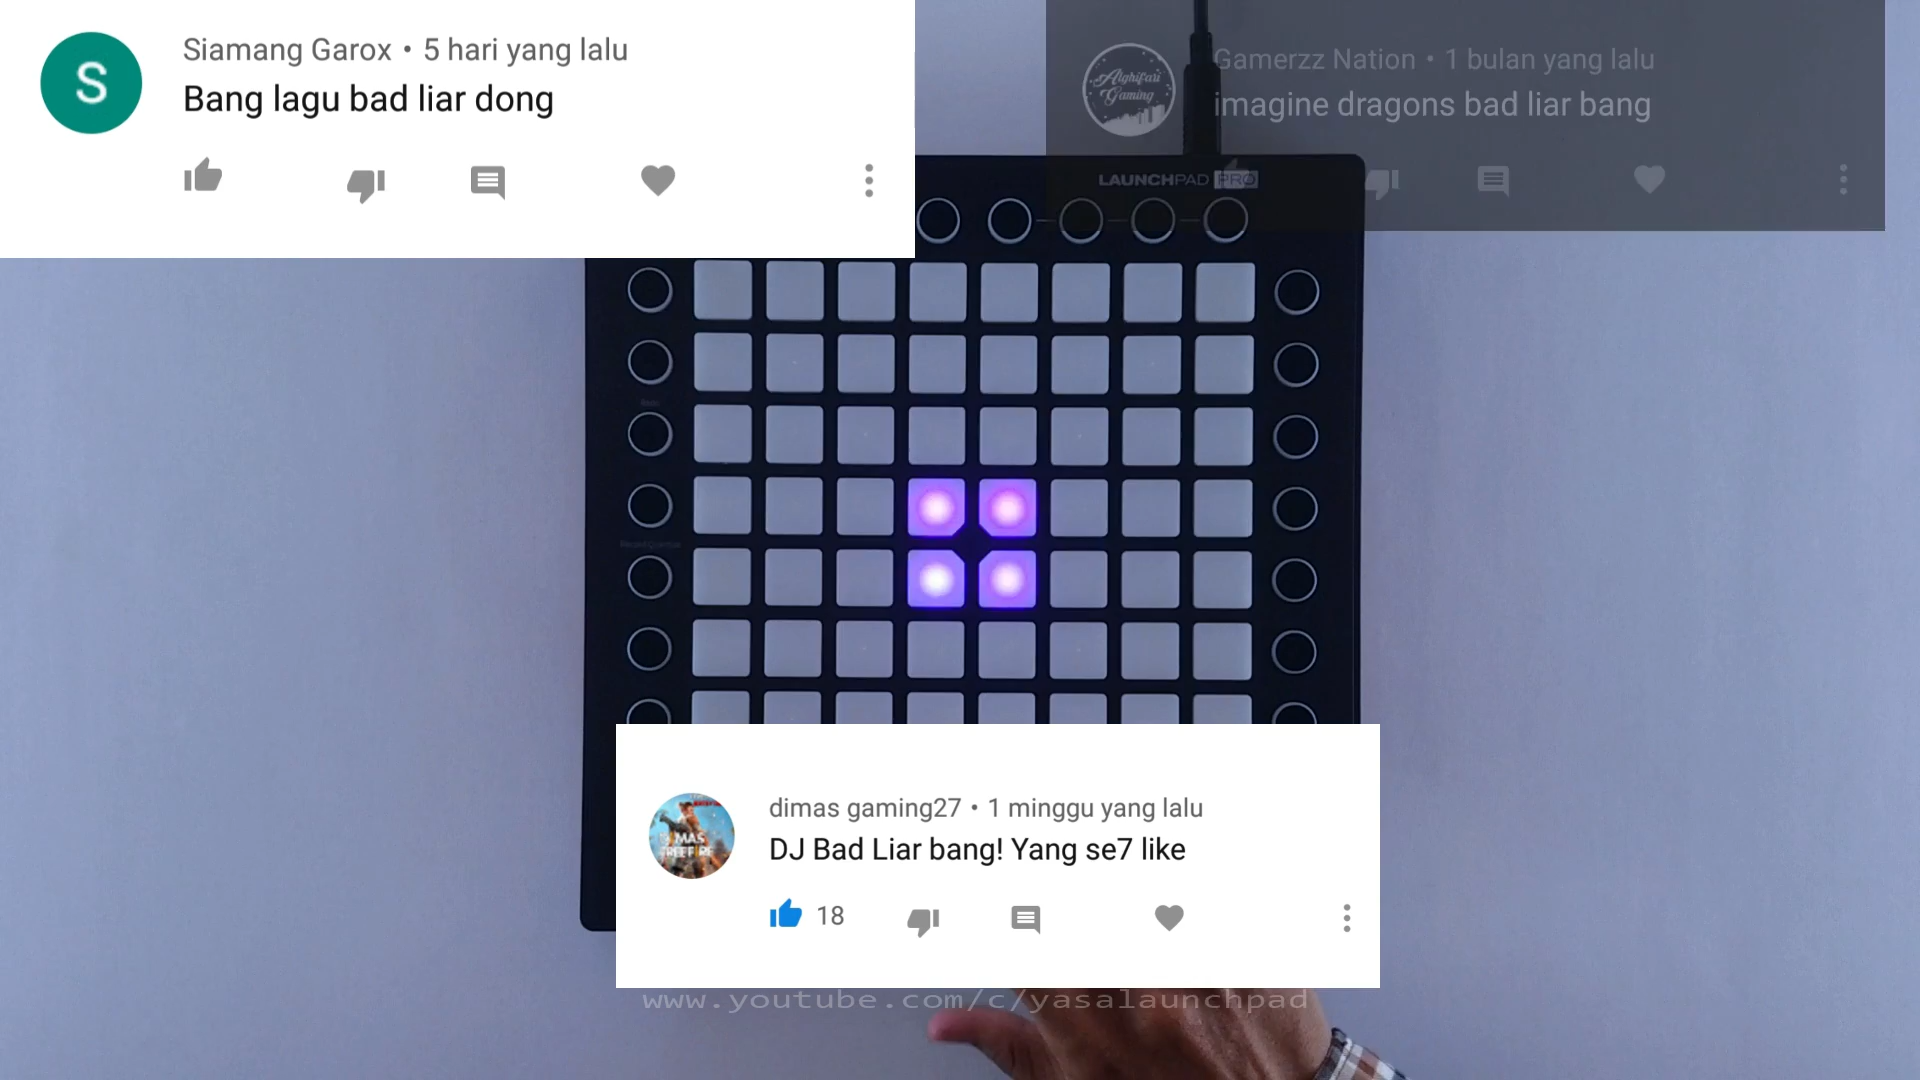 Siamang Garox • 5 hari yang lalu
Bang lagu bad liar dong
S
Gamerzz Nation • 1 bulan yang lalu
imagine dragons bad liar bang
Alghifari
Gaming
LAUNCHPAD PRO
dimas gaming27 • 1 minggu yang lalu
DJ Bad Liar bang! Yang se7 like
18
www.youtube.com/c/yasalaunchpad